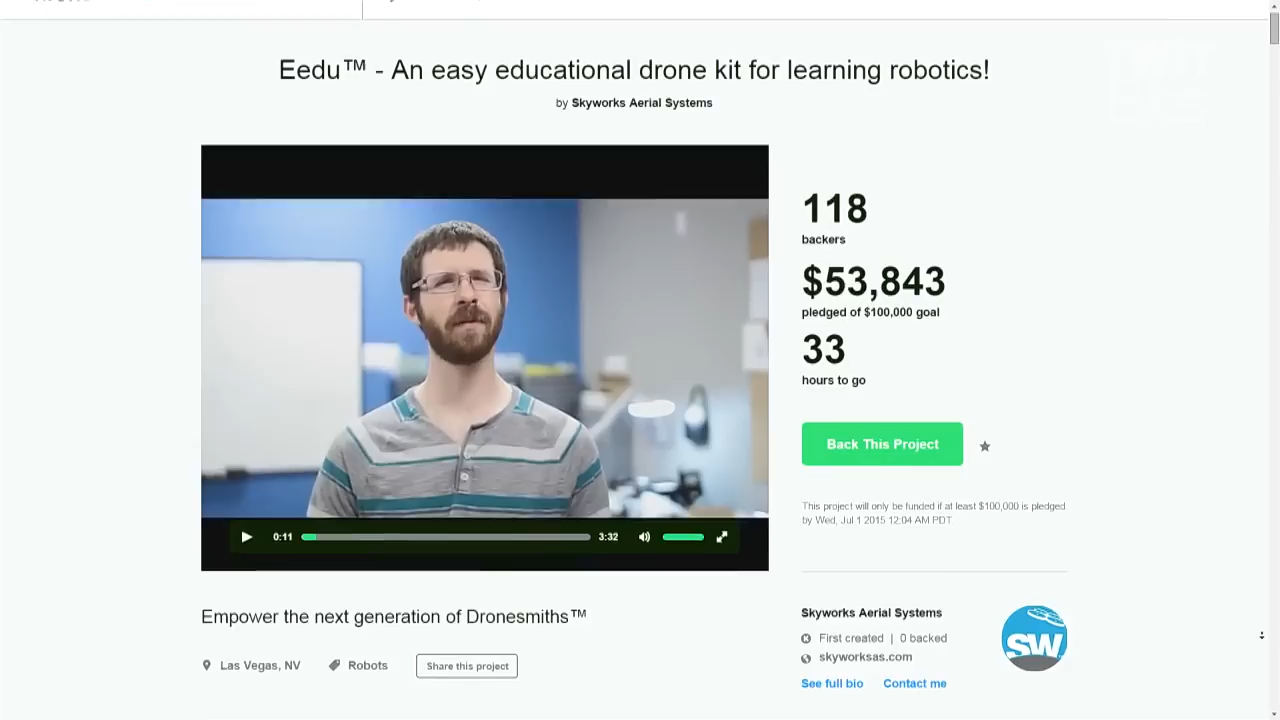 Eedu™ - An easy educational drone kit for learning robotics!
by Skyworks Aerial Systems
118
backers
$53,843
pledged of $100,000 goal
33
hours to go
Back This Project
This project will only be funded if at least $100,000 is pledged
by Wed, Jul 1 2015 12:04 AM PDT.
0:11
3:32
Empower the next generation of Dronesmiths™
Las Vegas, NV
Robots
Share this project
Skyworks Aerial Systems
First created | 0 backed
skyworksas.com
See full bio
Contact me
SW